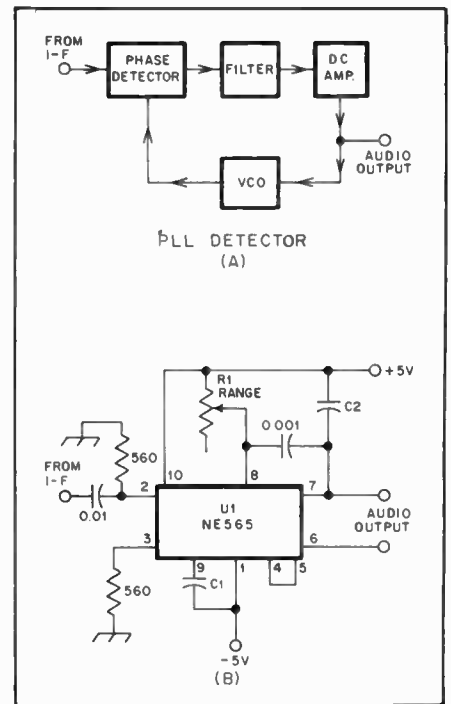 FROM
I-F
PHASE
DETECTOR
FILTER
DC
AMP.
AUDIO
OUTPUT
VCO
PLL DETECTOR
(A)
+5V
R1
RANGE
C2
0.001
560
FROM
I-F
0.01
10
8
2
7
U1
NE565
AUDIO
OUTPUT
3
6
9
1
4
5
560
C1
-5V
(B)